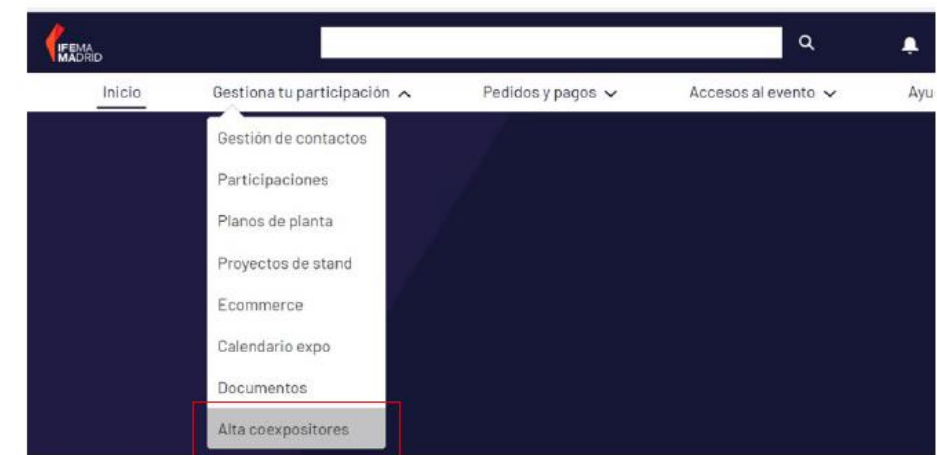 IFEMA
MADRID
Inicio Gestiona tu participación Pedidos y pagos Accesos al evento Ayu
Gestión de contactos
Participaciones
Planos de planta
Proyectos de stand
Ecommerce
Calendario expo
Documentos
Alta coexpositores